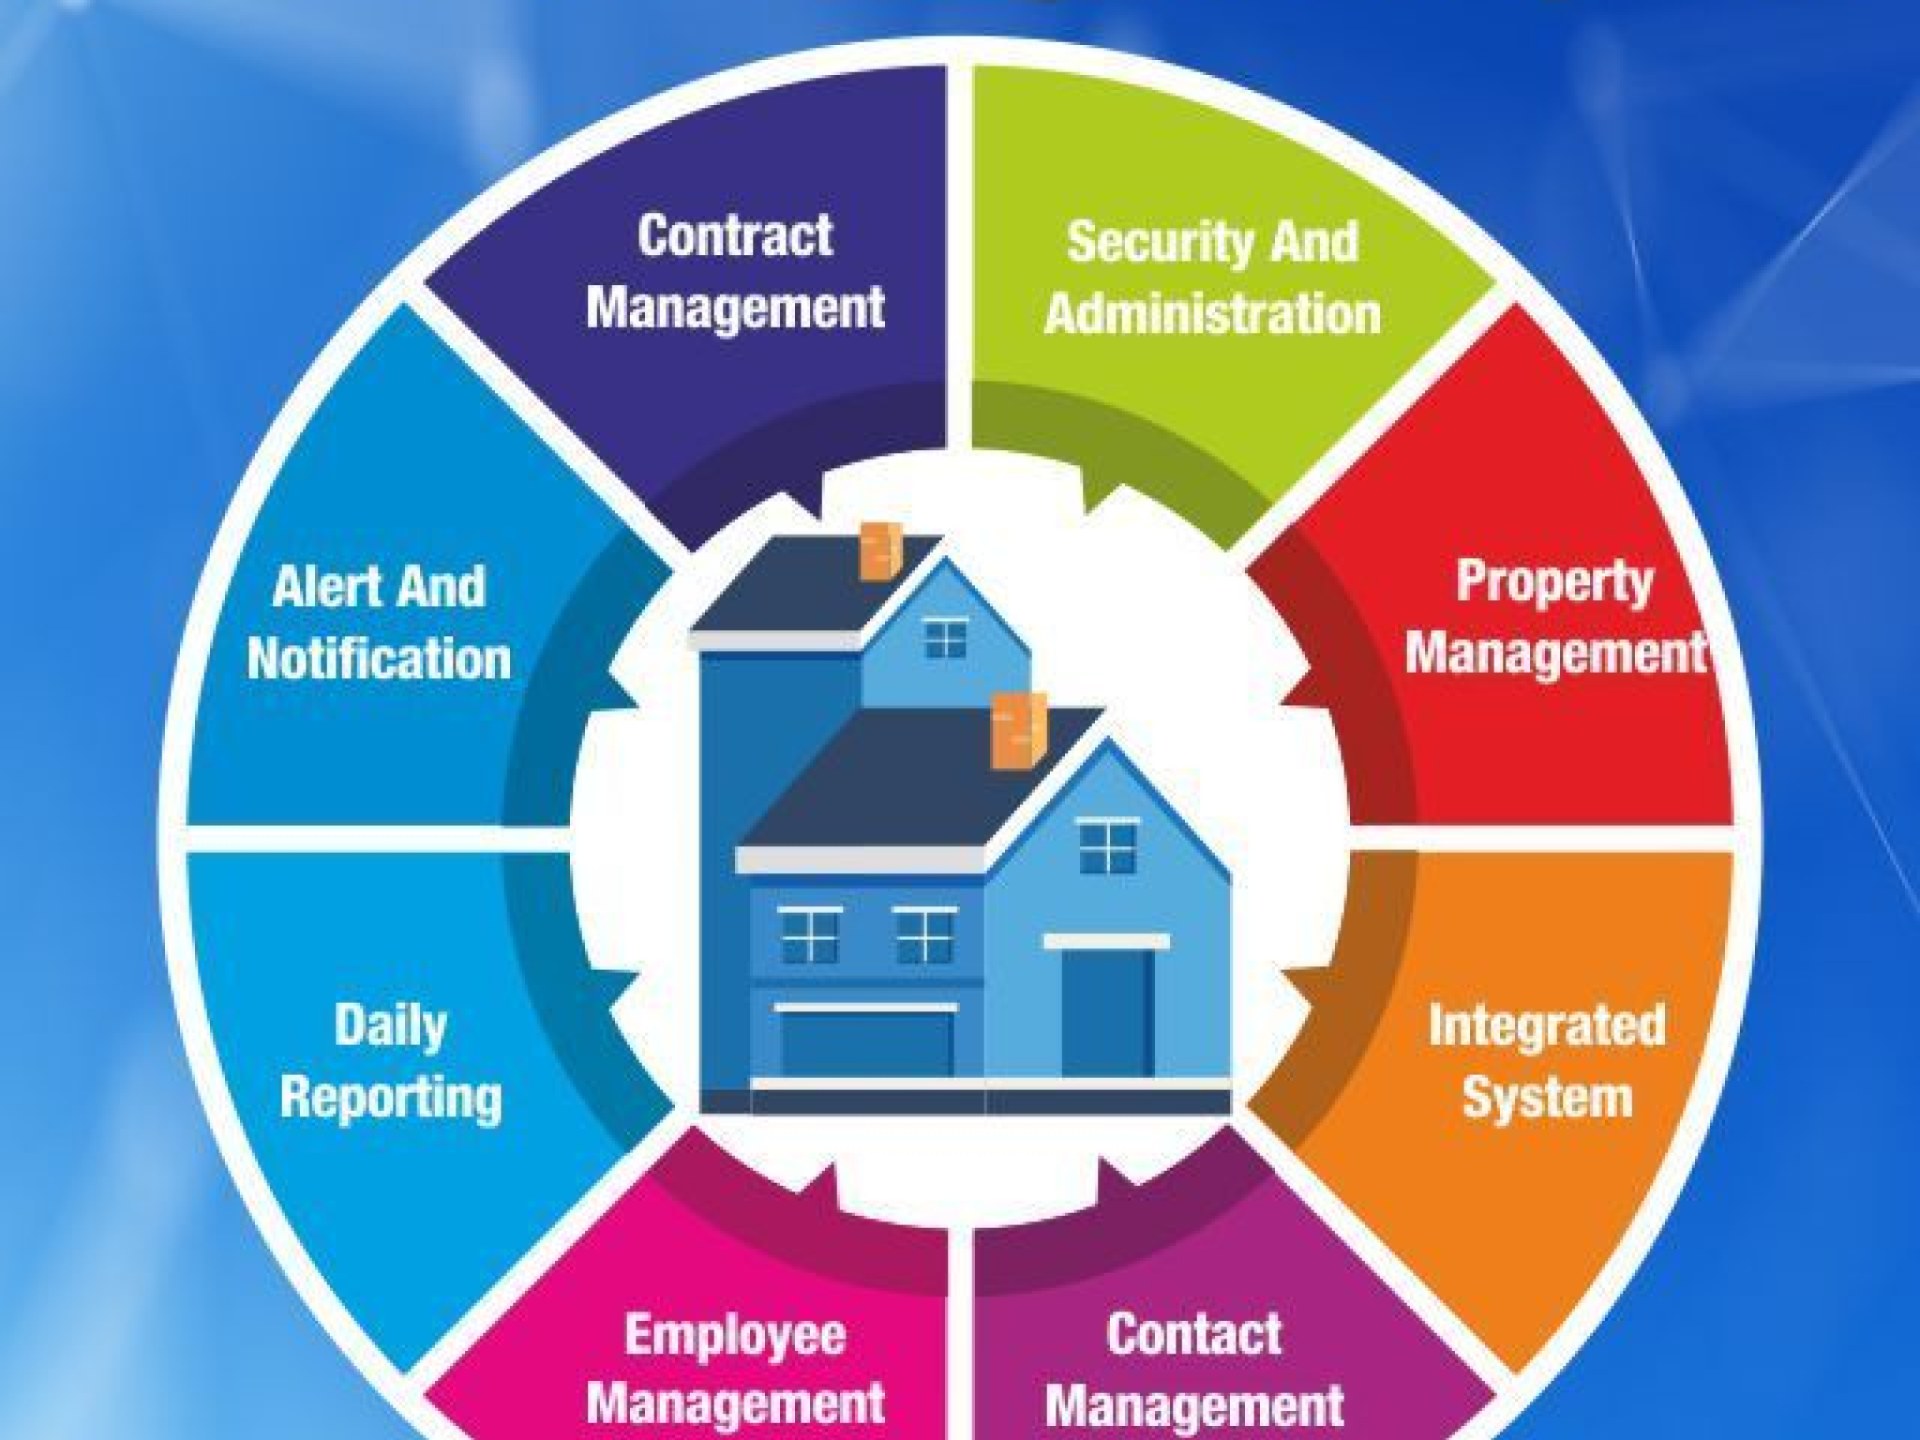 Contract
Management
Security And
Administration
Property
Management
Integrated
System
Contact
Management
Employee
Management
Daily
Reporting
Alert And
Notification